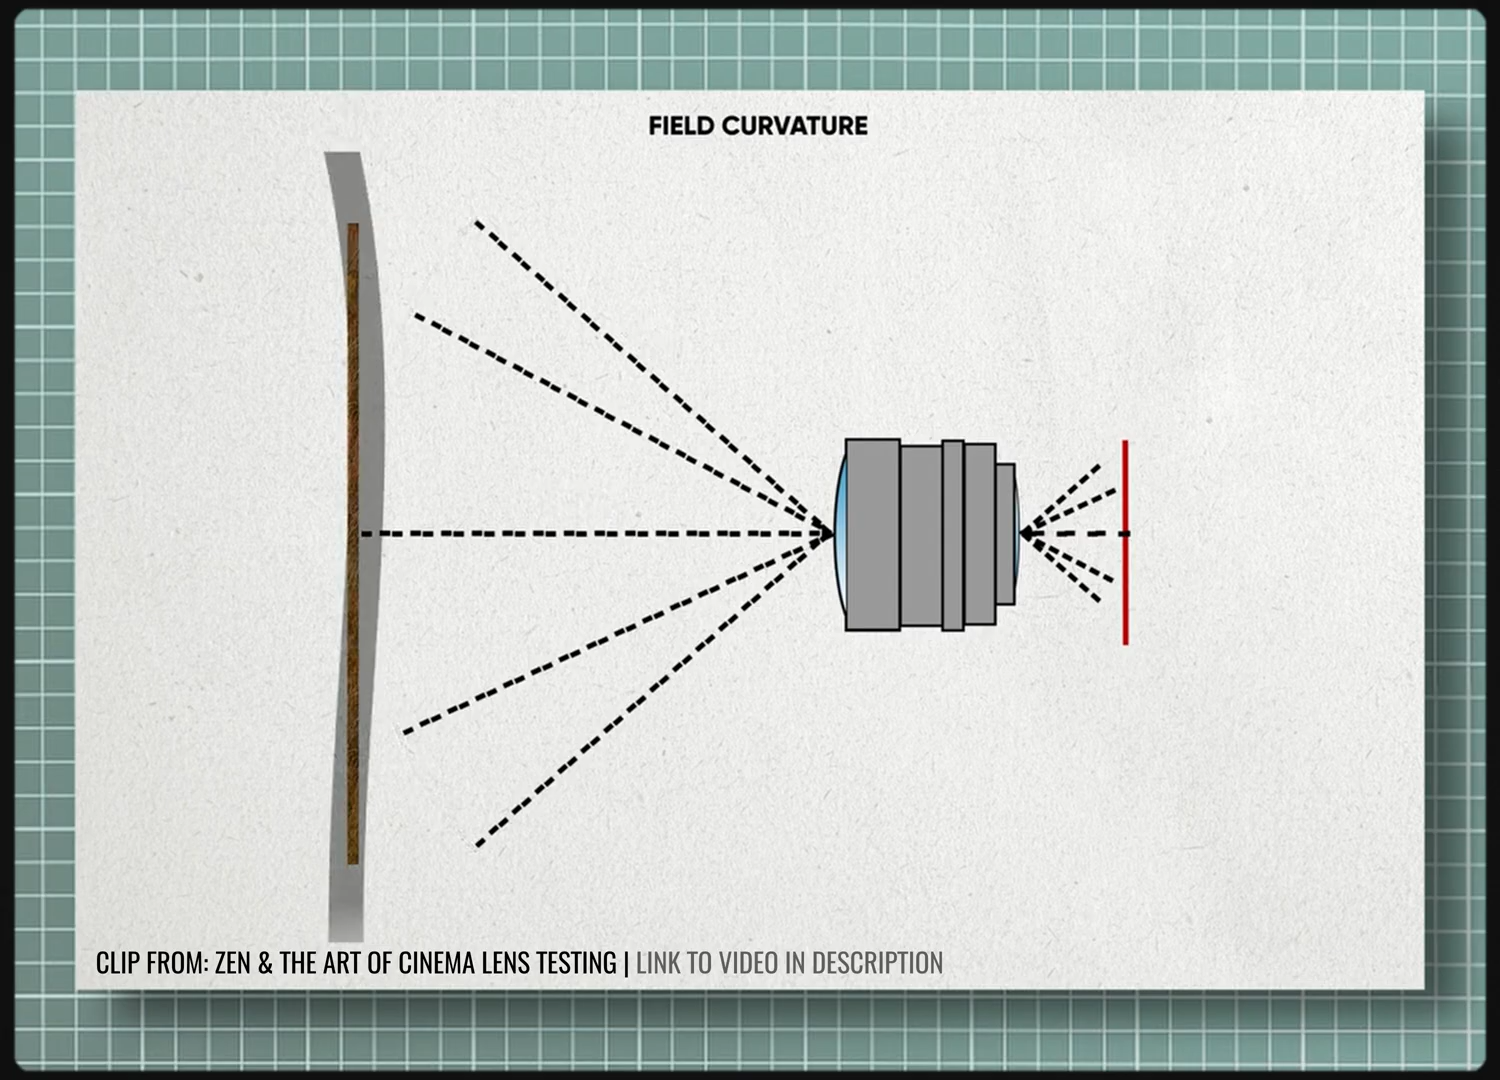 FIELD CURVATURE
CLIP FROM: ZEN & THE ART OF CINEMA LENS TESTING | LINK TO VIDEO IN DESCRIPTION